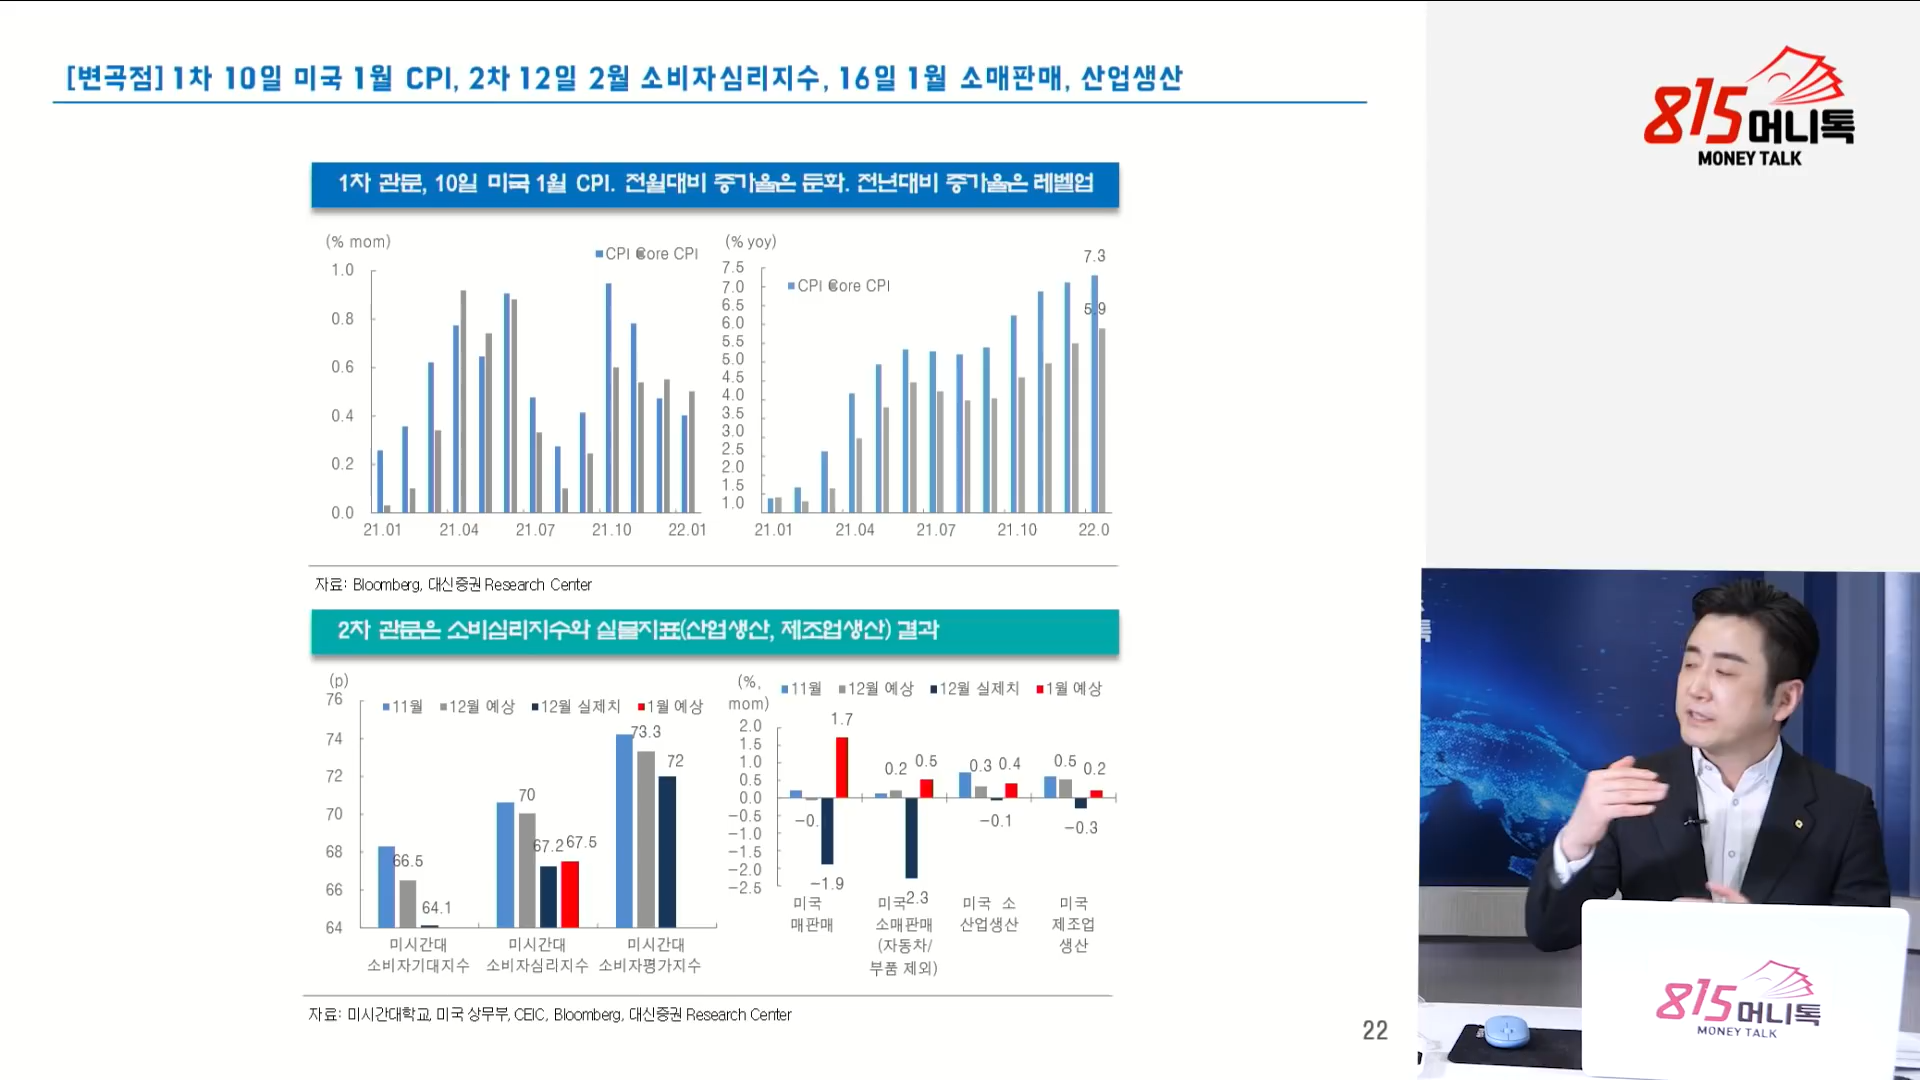 [변곡점] 1차 10일 미국 1월 CPI, 2차 12일 2월 소비자심리지수, 16일 1월 소매판매, 산업생산
815머니톡
MONEY TALK
1차 관문, 10일 미국 1월 CPI. 전월대비 증가율은 둔화. 전년대비 증가율은 레벨업
(% mom)
CPI Core CPI
1.0
0.8
0.6
0.4
0.2
0.0
21.01 21.04 21.07 21.10 22.01
(% yoy)
CPI Core CPI
7.3
5.9
7.5
7.0
6.5
6.0
5.5
5.0
4.5
4.0
3.5
3.0
2.5
2.0
1.5
1.0
21.01 21.04 21.07 21.10 22.0
자료: Bloomberg, 대신증권 Research Center
2차 관문은 소비심리지수와 실물지표(산업생산, 제조업생산) 결과
(p)
11월 12월 예상 12월 실제치 1월 예상
76
74
72
70
68
66
64
66.5
64.1
70
67.2
67.5
73.3
72
미시간대
소비자기대지수
미시간대
소비자심리지수
미시간대
소비자평가지수
(%,
mom)
11월 12월 예상 12월 실제치 1월 예상
2.0
1.5
1.0
0.5
0.0
-0.5
-1.0
-1.5
-2.0
-2.5
1.7
-0.
-1.9
0.2
0.5
-2.3
0.3
0.4
-0.1
0.5
0.2
-0.3
미국
매판매
미국
소매판매
(자동차/
부품 제외)
미국 소
산업생산
미국
제조업
생산
자료: 미시간대학교, 미국 상무부, CEIC, Bloomberg, 대신증권 Research Center
22
815머니톡
MONEY TALK